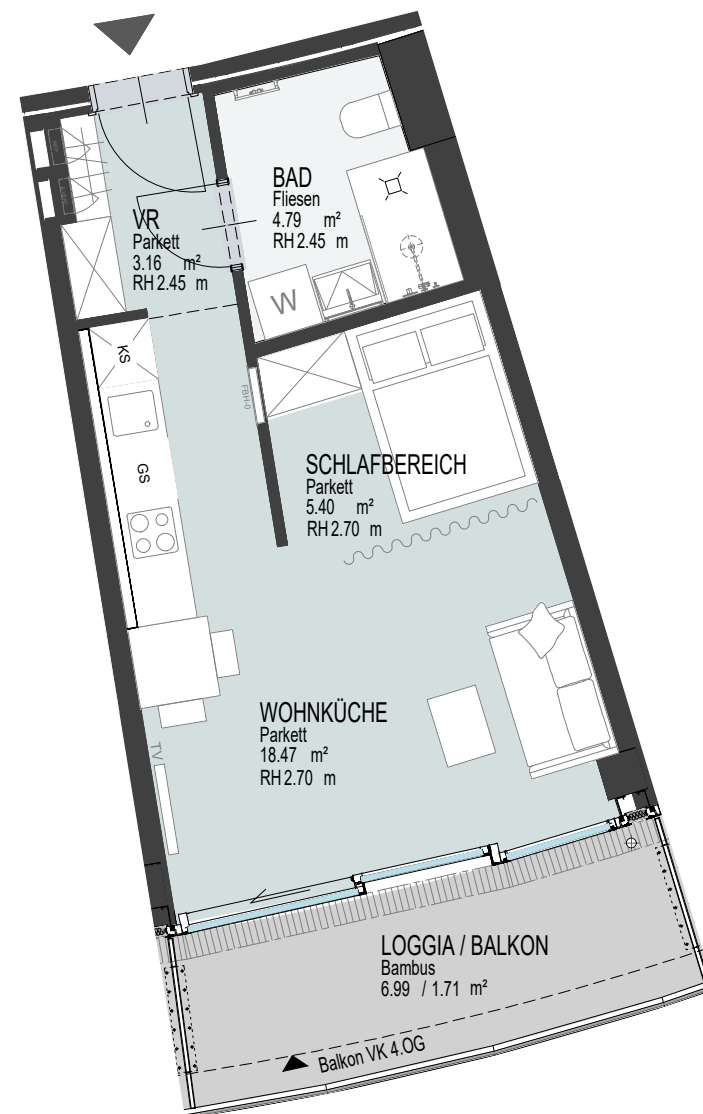 BAD
Fliesen
4.79 m²
RH 2.45 m
VR
Parkett
3.16 m²
RH 2.45 m
W
KS
FBH-0
GS
SCHLAFBEREICH
Parkett
5.40 m²
RH 2.70 m
WOHNKÜCHE
Parkett
18.47 m²
RH 2.70 m
TV
LOGGIA / BALKON
Bambus
6.99 / 1.71 m²
Balkon VK 4.OG